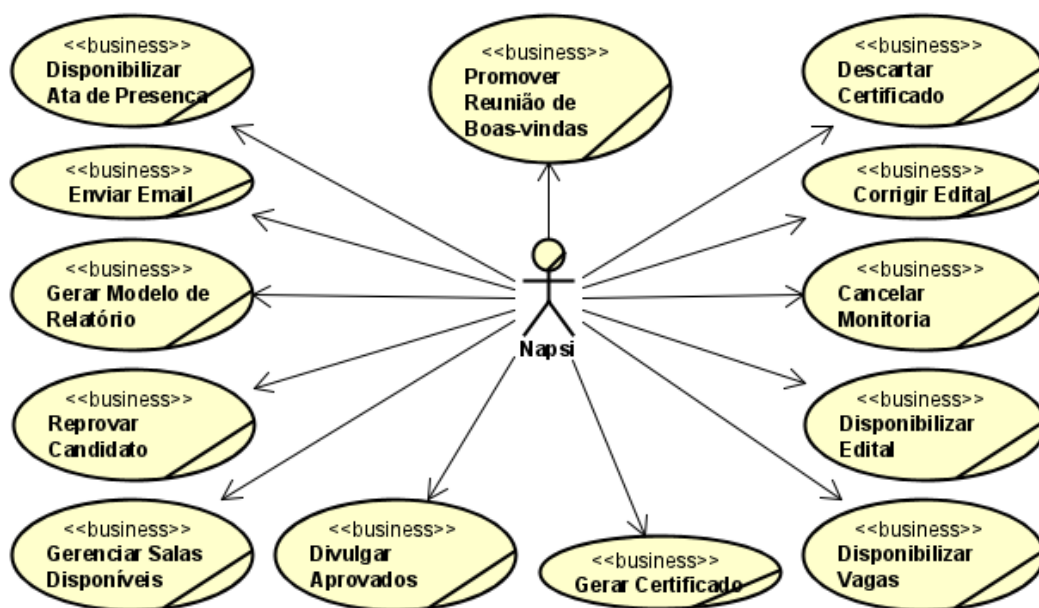 <<business>>
Disponibilizar
Ata de Presença
<<business>>
Promover
Reunião de
Boas-vindas
<<business>>
Descartar
Certificado
<<business>>
Enviar Email
<<business>>
Corrigir Edital
<<business>>
Gerar Modelo de
Relatório
Napsi
<<business>>
Cancelar
Monitoria
<<business>>
Reprovar
Candidato
<<business>>
Disponibilizar
Edital
<<business>>
Gerenciar Salas
Disponíveis
<<business>>
Divulgar
Aprovados
<<business>>
Gerar Certificado
<<business>>
Disponibilizar
Vagas